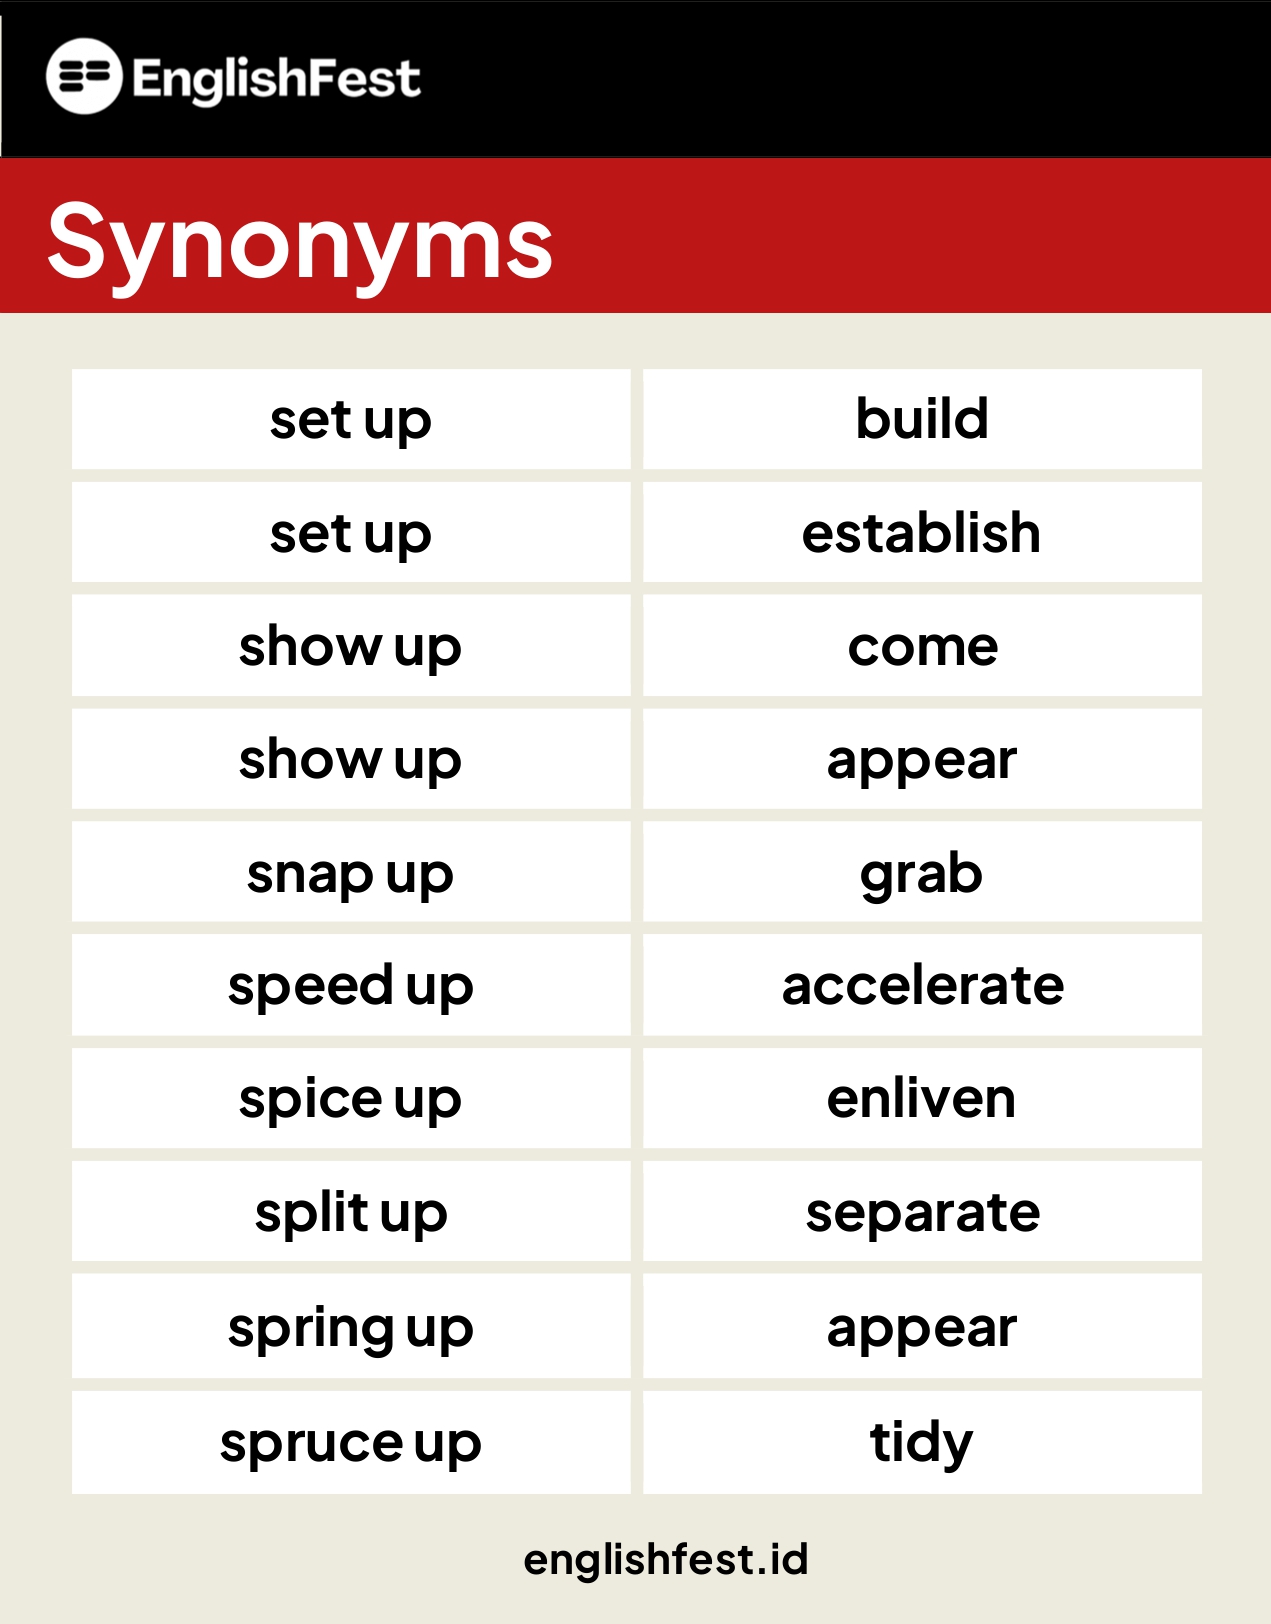 EnglishFest
Synonyms
set up build
set up establish
show up come
show up appear
snap up grab
speed up accelerate
spice up enliven
split up separate
spring up appear
spruce up tidy
englishfest.id